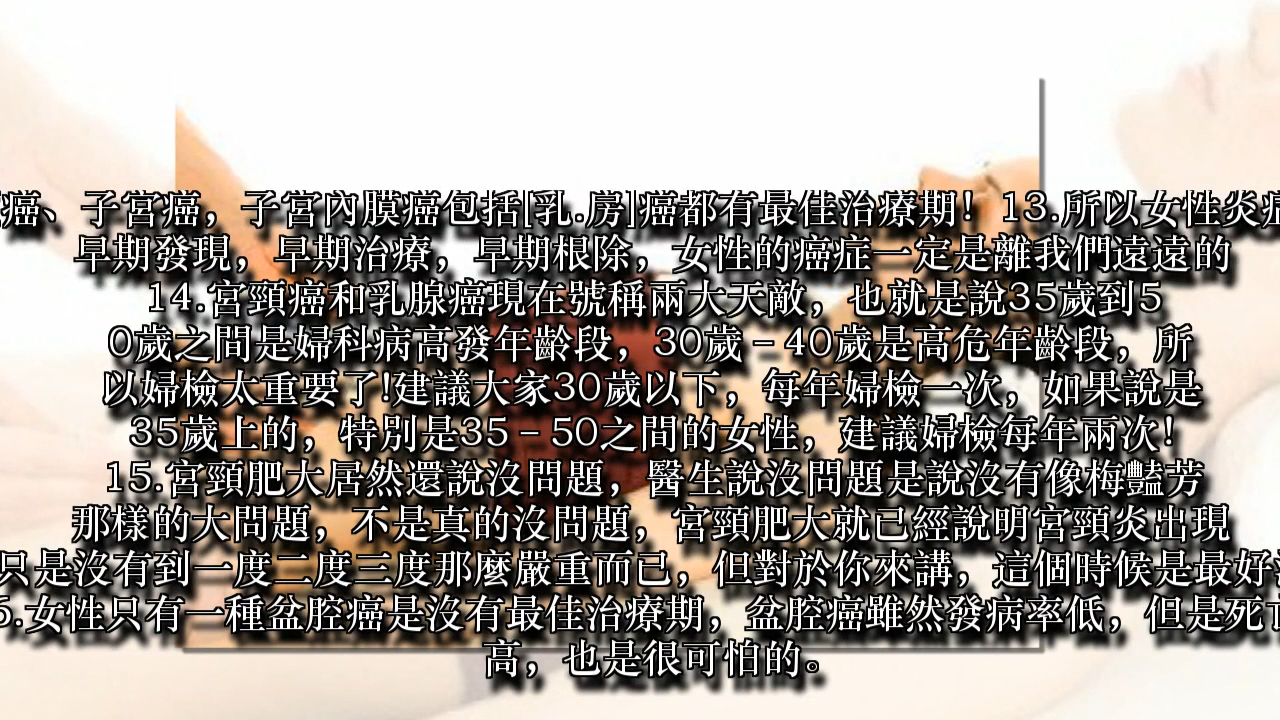 癌、子宮癌，子宮內膜癌包括[乳.房]癌都有最佳治療期！13.所以女性炎
早期發現，早期治療，早期根除，女性的癌症一定是離我們遠遠的
14.宮頸癌和乳腺癌現在號稱兩大天敵，也就是說35歲到5
0歲之間是婦科病高發年齡段，30歲－40歲是高危年齡段，所
以婦檢太重要了!建議大家30歲以下，每年婦檢一次，如果說是
35歲上的，特別是35－50之間的女性，建議婦檢每年兩次！
15.宮頸肥大居然還說沒問題，醫生說沒問題是說沒有像梅豔芳
那樣的大問題，不是真的沒問題，宮頸肥大就已經說明宮頸炎出現
只是沒有到一度二度三度那麼嚴重而已，但對於你來講，這個時候是最好
6.女性只有一種盆腔癌是沒有最佳治療期，盆腔癌雖然發病率低，但是死亡
高，也是很可怕的。